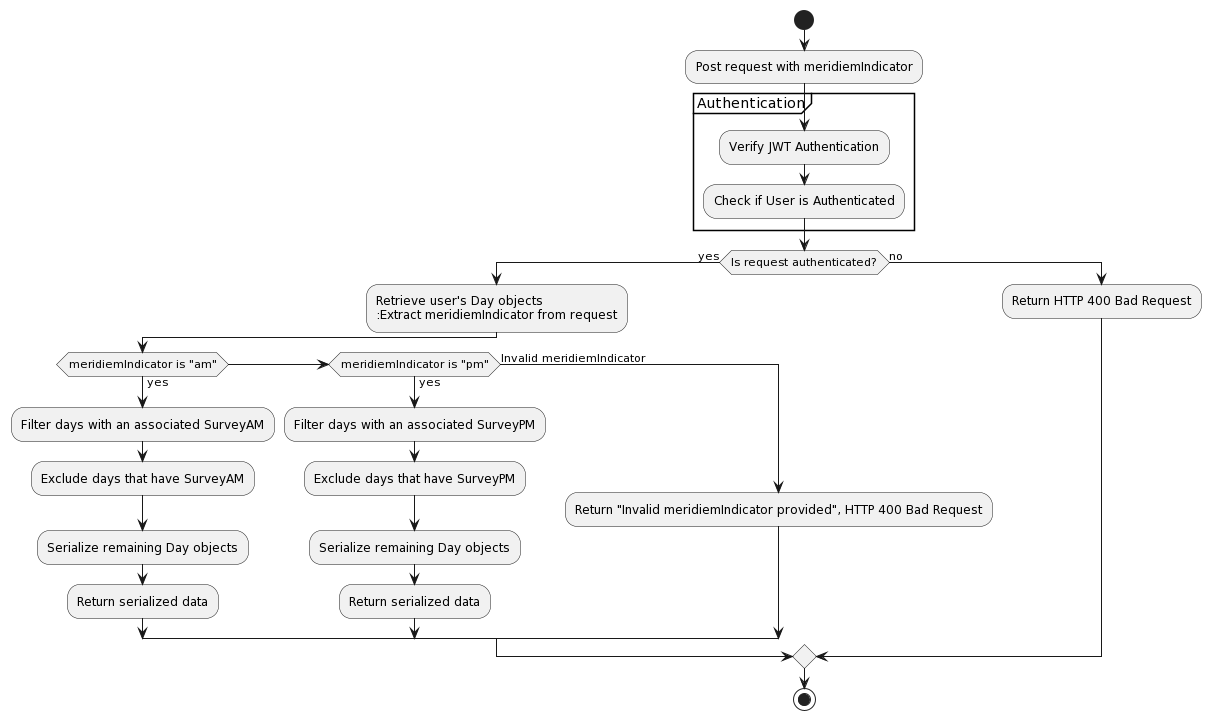 Post request with meridiemIndicator
Authentication
Verify JWT Authentication
Check if User is Authenticated
yes
Is request authenticated?
no
Retrieve user's Day objects
:Extract meridiemIndicator from request
Return HTTP 400 Bad Request
meridiemIndicator is "am"
yes
meridiemIndicator is "pm"
yes
Invalid meridiemIndicator
Filter days with an associated SurveyAM
Exclude days that have SurveyAM
Serialize remaining Day objects
Return serialized data
Filter days with an associated SurveyPM
Exclude days that have SurveyPM
Serialize remaining Day objects
Return serialized data
Return "Invalid meridiemIndicator provided", HTTP 400 Bad Request